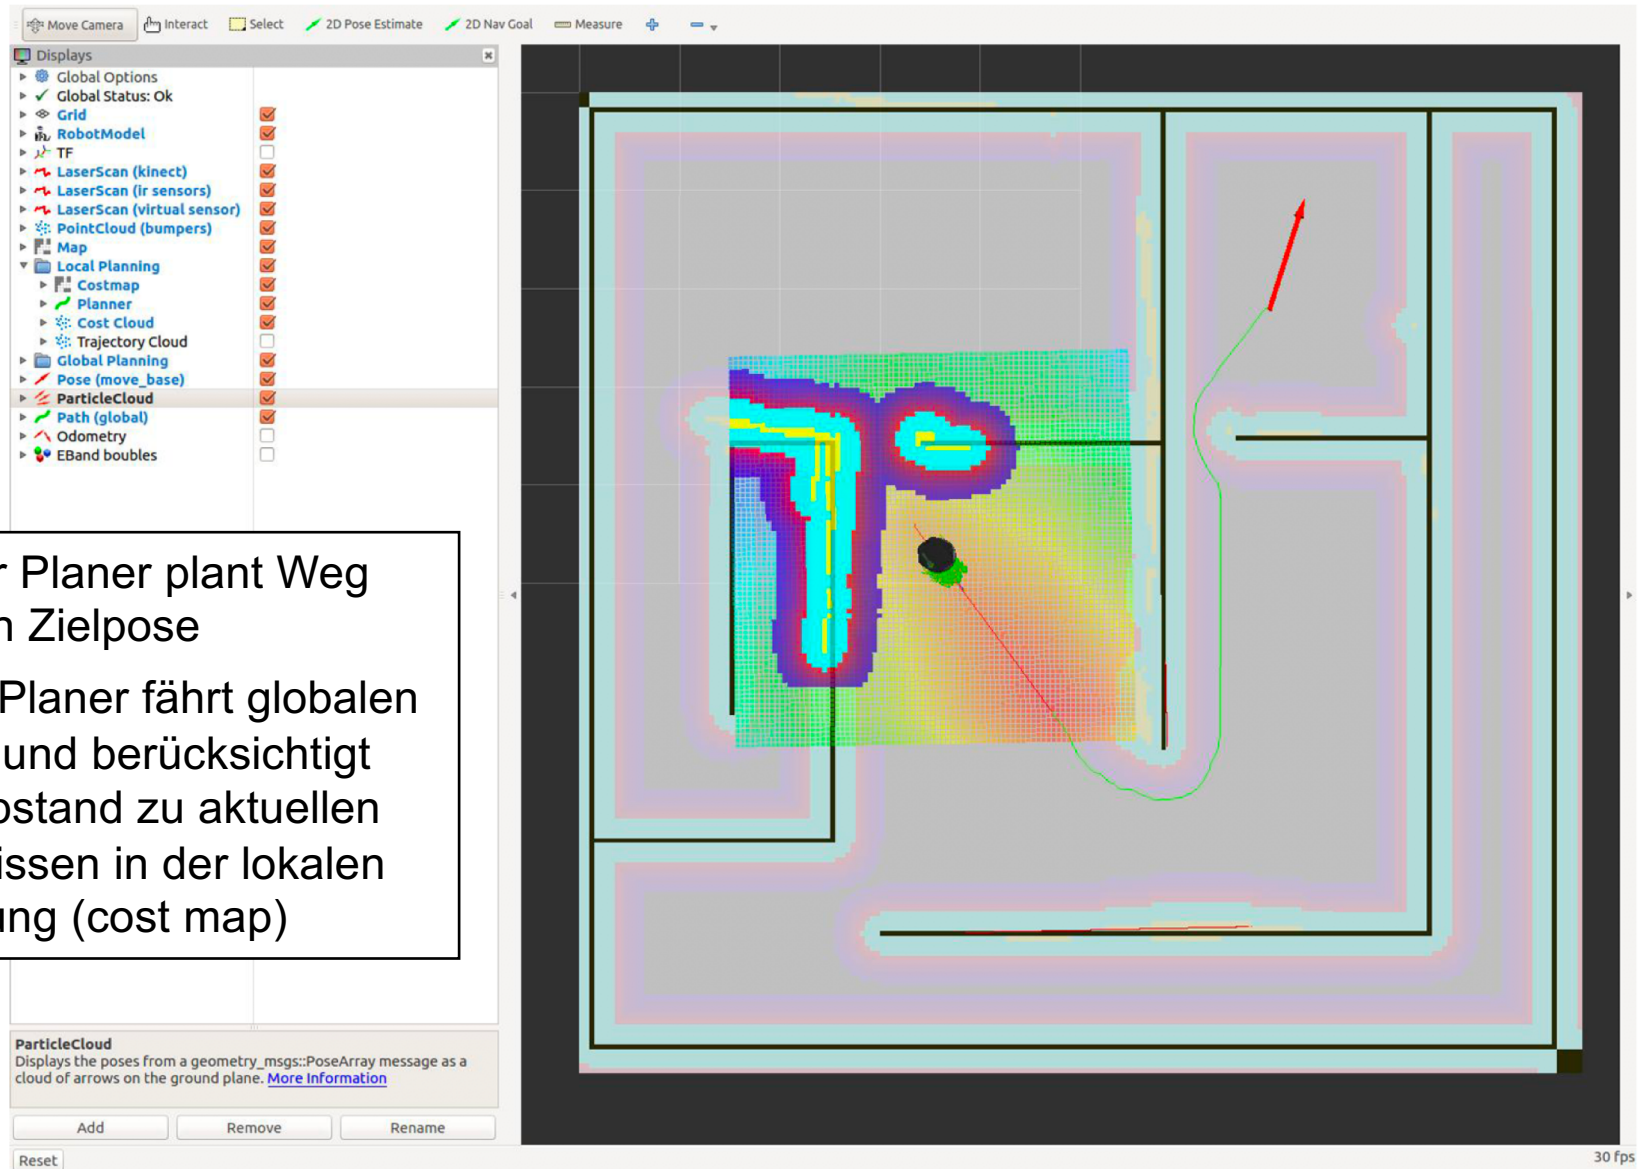 Move Camera Interact Select 2D Pose Estimate 2D Nav Goal Measure
Displays
Global Options
Global Status: Ok
Grid
RobotModel
TF
LaserScan (kinect)
LaserScan (ir sensors)
LaserScan (virtual sensor)
PointCloud (bumpers)
Map
Local Planning
Costmap
Planner
Cost Cloud
Trajectory Cloud
Global Planning
Pose (move_base)
ParticleCloud
Path (global)
Odometry
EBand boubles
r Planer plant Weg
n Zielpose
Planer fährt globalen
und berücksichtigt
bstand zu aktuellen
issen in der lokalen
ung (cost map)
ParticleCloud
Displays the poses from a geometry_msgs::PoseArray message as a
cloud of arrows on the ground plane. More Information
Add Remove Rename
Reset 30 fps